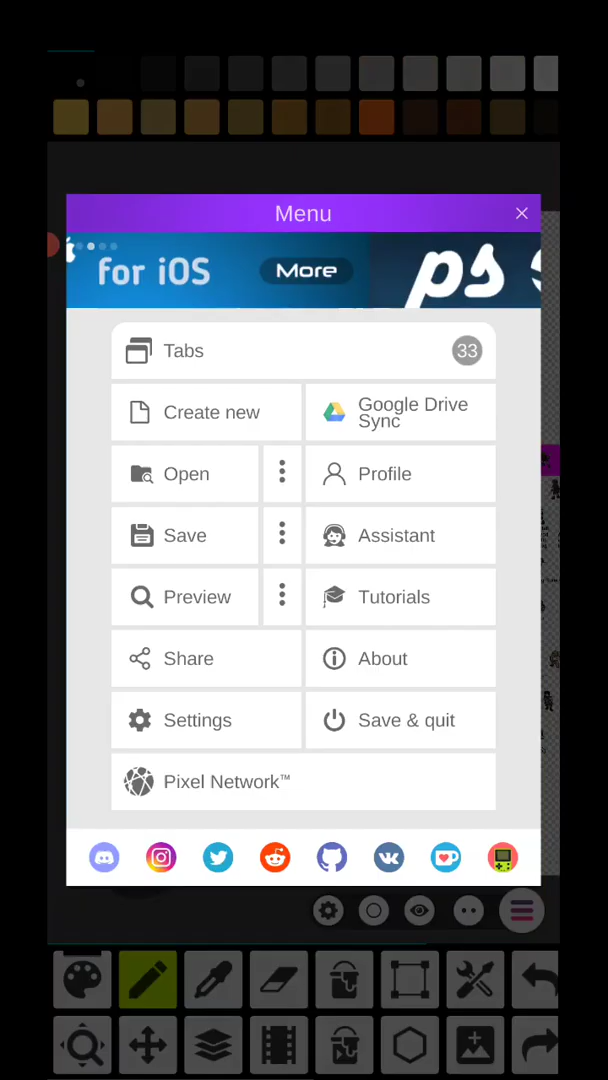 Menu
for iOS
More
ps
Tabs
33
Create new
Google Drive
Sync
Open
Profile
Save
Assistant
Preview
Tutorials
Share
About
Settings
Save & quit
Pixel Network™